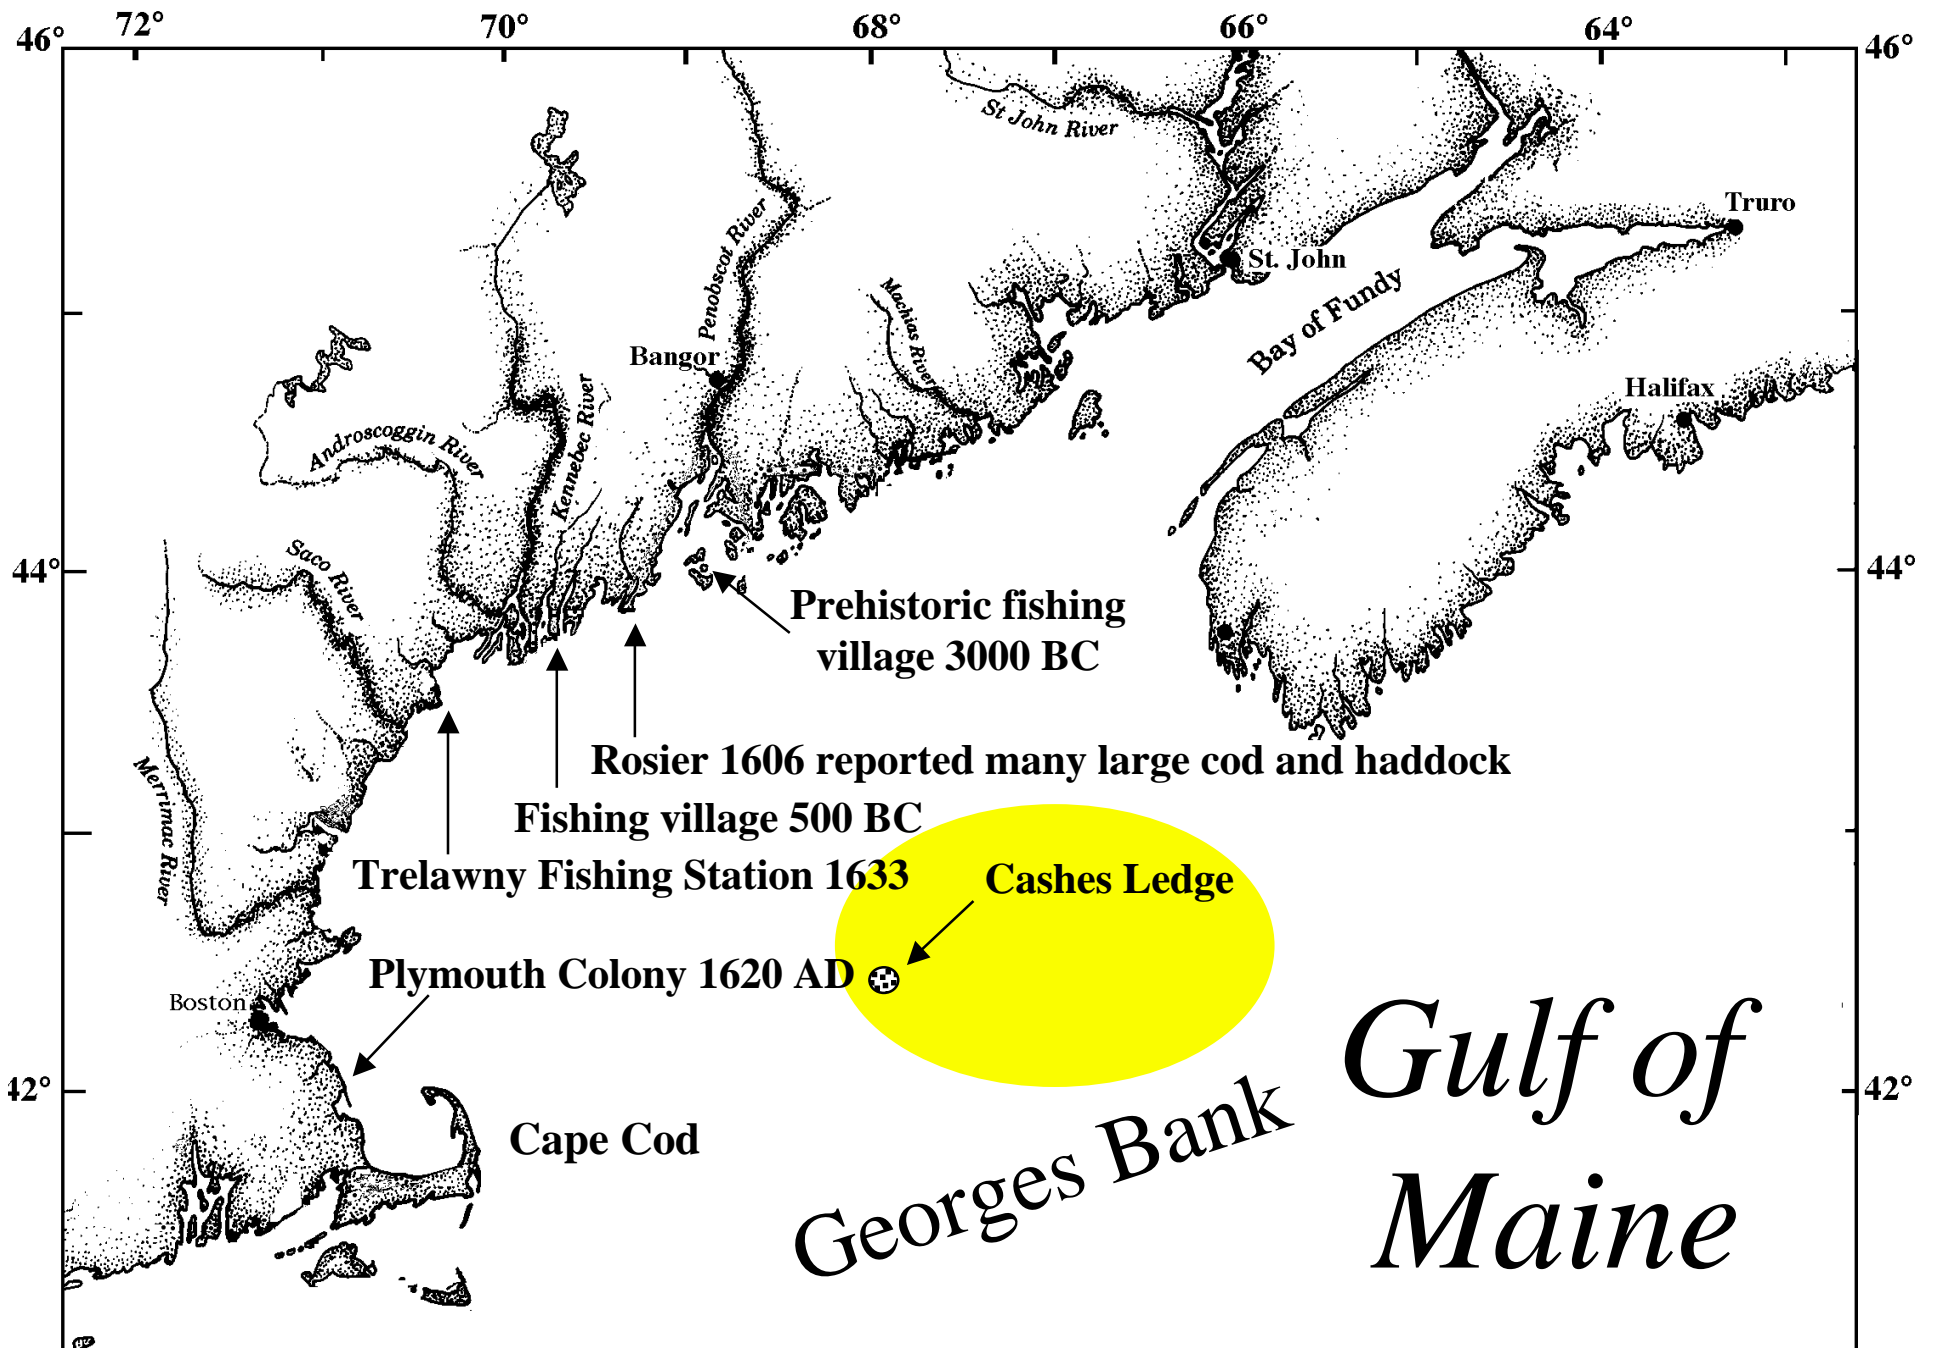 72°
70°
68°
66°
64°
46°
46°
St John River
Truro
Penobscot River
St. John
Machias River
Bay of Fundy
Bangor
Kennebec River
Halifax
Androscoggin River
Saco River
44°
44°
Prehistoric fishing
village 3000 BC
Rosier 1606 reported many large cod and haddock
Merrimac River
Fishing village 500 BC
Trelawny Fishing Station 1633
Cashes Ledge
Plymouth Colony 1620 AD
Boston
Gulf of
Maine
42°
42°
Cape Cod
Georges Bank